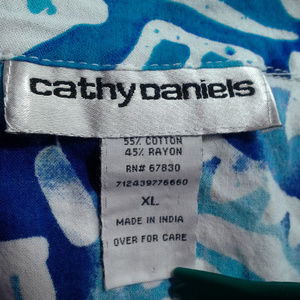 cathy Daniels
55% COTTON
45% RAYON
RN# 67830
712439776660
XL
MADE IN INDIA
OVER FOR CARE